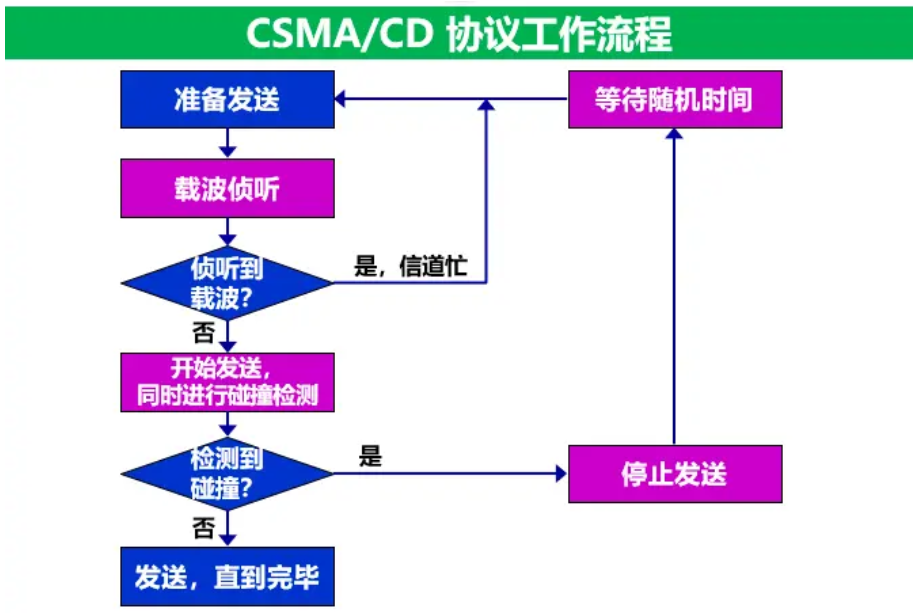 CSMA/CD 协议工作流程
准备发送
等待随机时间
载波侦听
侦听到
载波？
是，信道忙
否
开始发送，
同时进行碰撞检测
检测到
碰撞？
是
停止发送
否
发送，直到完毕